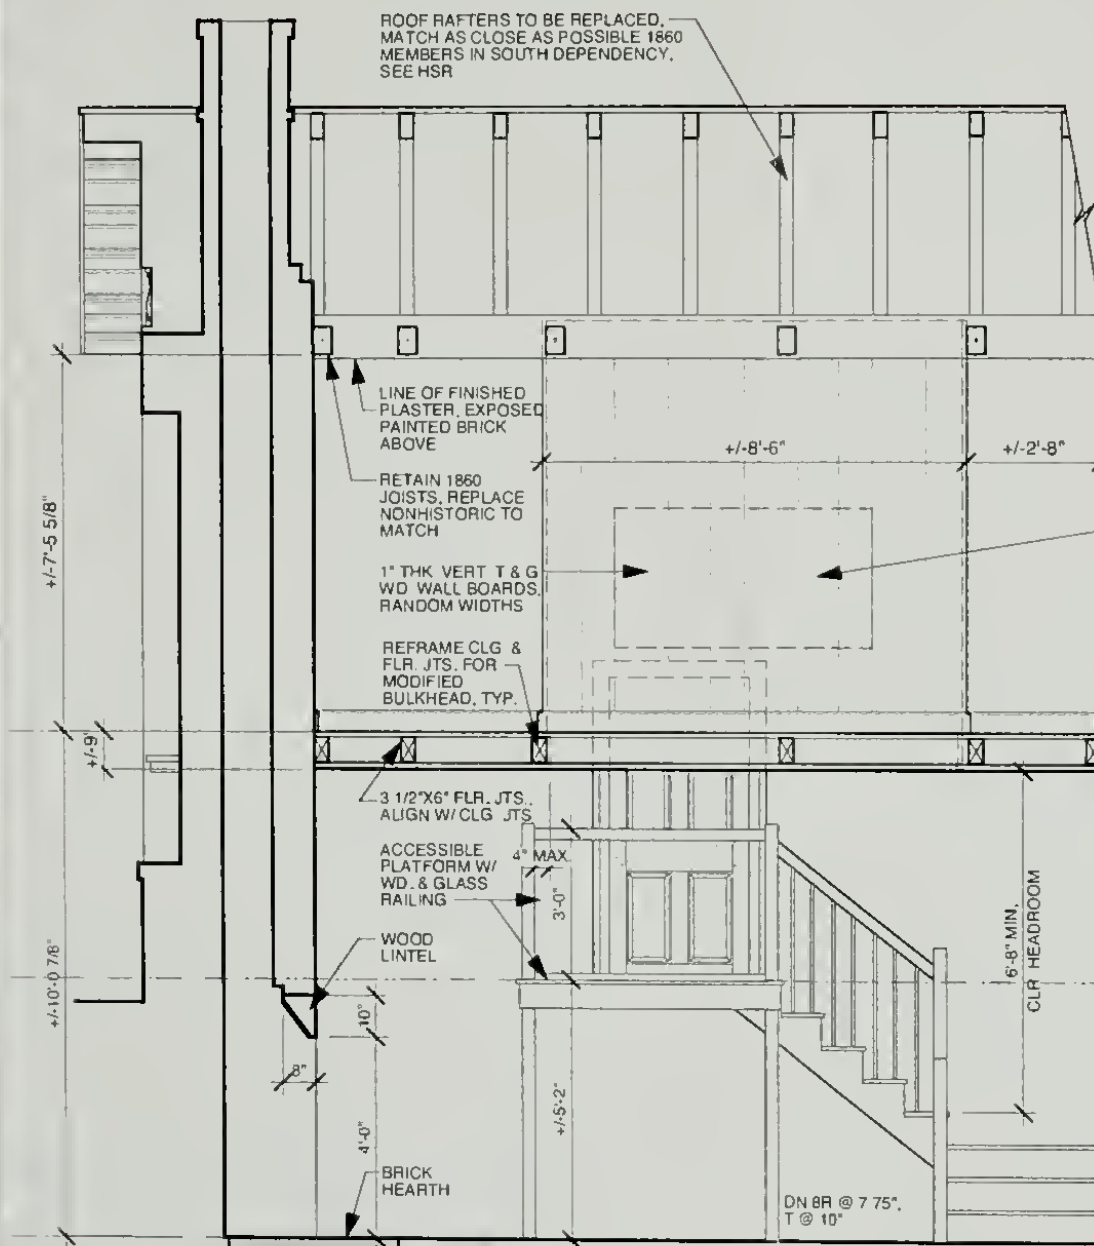 ROOF RAFTERS TO BE REPLACED,
MATCH AS CLOSE AS POSSIBLE 1860
MEMBERS IN SOUTH DEPENDENCY,
SEE HSR
LINE OF FINISHED
PLASTER, EXPOSED
PAINTED BRICK
ABOVE
+/-8'-6"
+/-2'-8"
RETAIN 1860
JOISTS, REPLACE
NONHISTORIC TO
MATCH
+/-7'-5 5/8"
1" THK VERT T & G
WD WALL BOARDS,
RANDOM WIDTHS
REFRAME CLG &
FLR. JTS. FOR
MODIFIED
BULKHEAD, TYP.
+/-9"
3 1/2"X6" FLR. JTS.,
ALIGN W/ CLG JTS
ACCESSIBLE
PLATFORM W/
WD. & GLASS
RAILING
4" MAX.
3'-0"
6'-8" MIN.
CLR HEADROOM
WOOD
LINTEL
+/-10'-0 7/8"
10"
8"
+/-5'-2"
4'-0"
BRICK
HEARTH
DN 8R @ 7 75",
T @ 10"